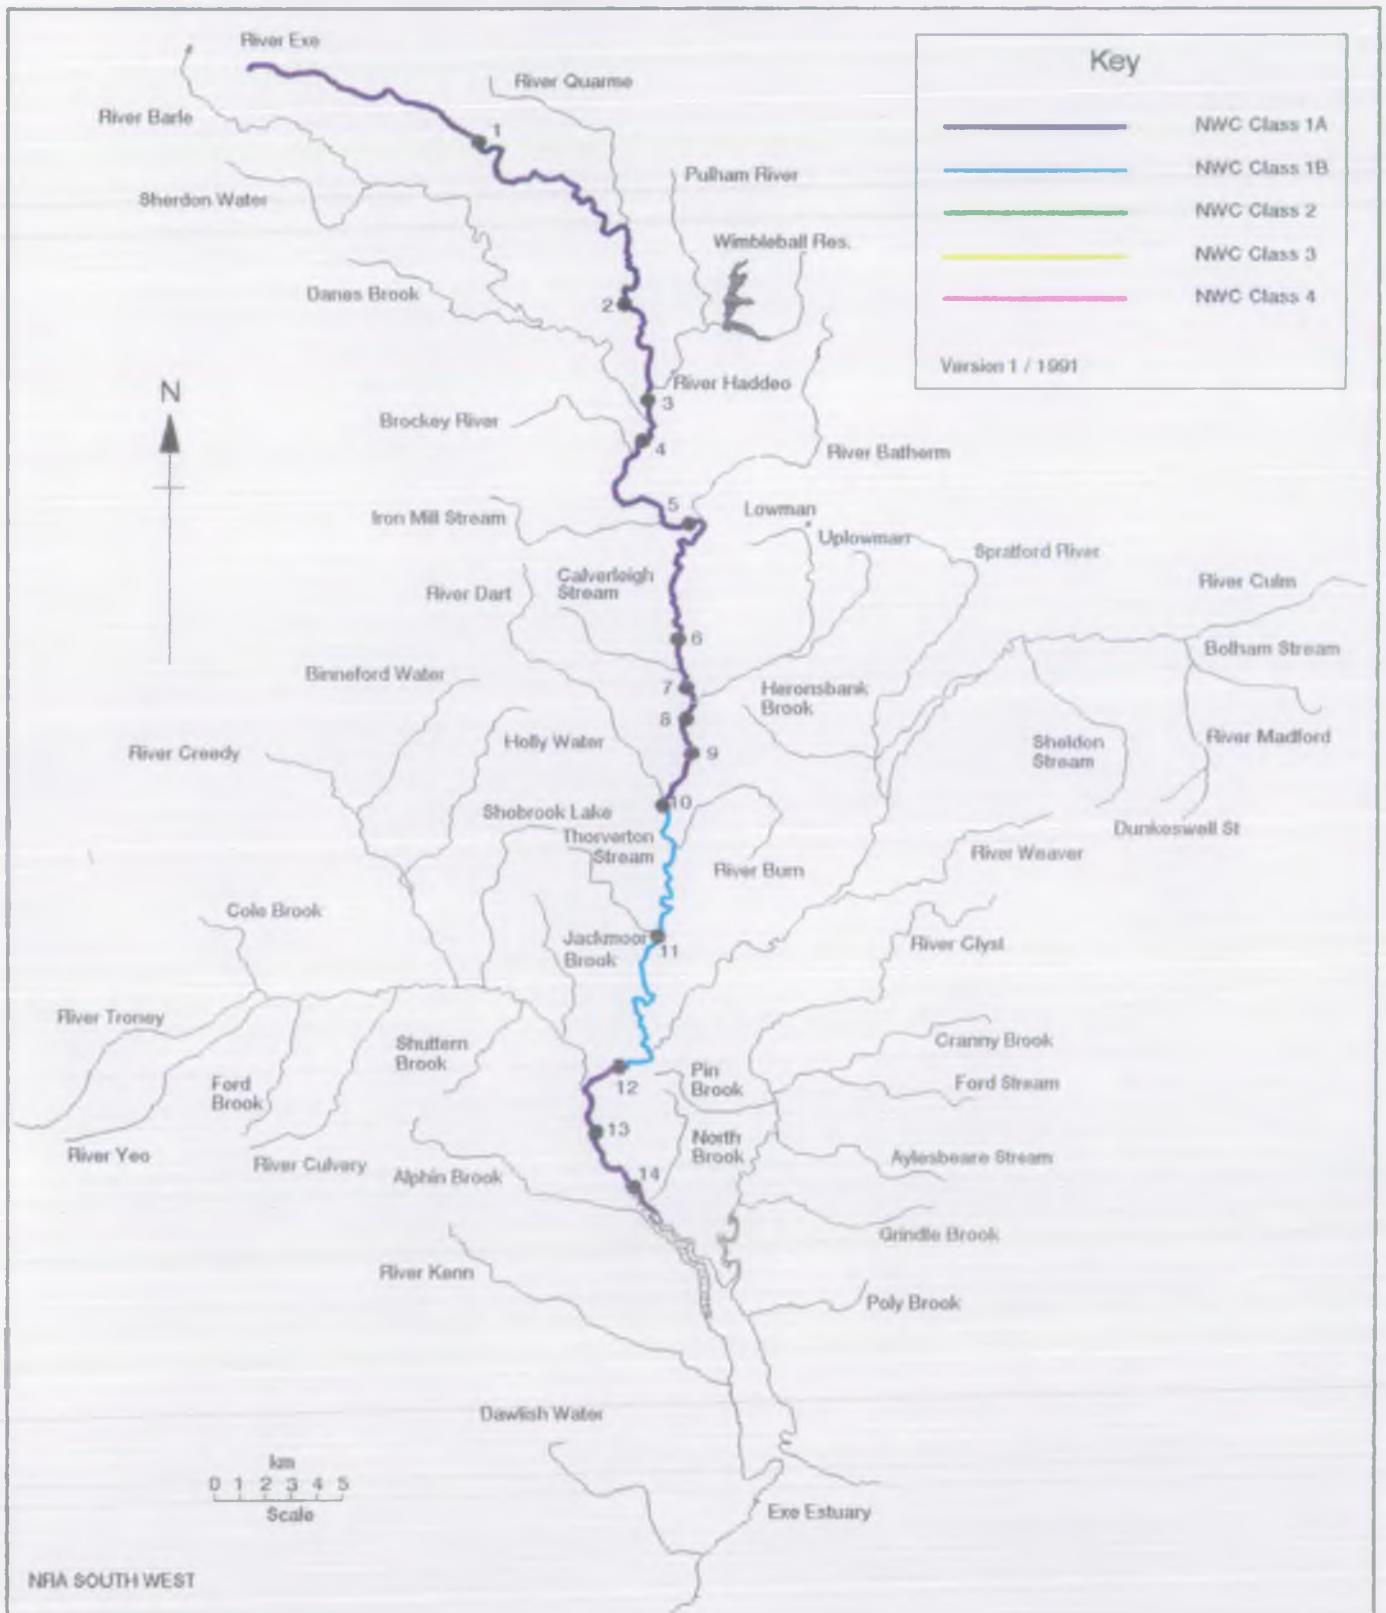 River Exe
Key
River Quarme
River Barle
1
NWC Class 1A
NWC Class 1B
Pulham River
Sherdon Water
NWC Class 2
Wimbleball Res.
NWC Class 3
Danes Brook
2
NWC Class 4
Version 1 / 1991
N
River Haddeo
3
Brockey River
4
River Batherm
5
Lowman
Iron Mill Stream
Uplowman
Spratford River
Calverleigh
Stream
River Dart
River Culm
6
Bolham Stream
Binneford Water
7
Heronsbank
Brook
8
Holly Water
River Creedy
9
Sheldon
Stream
River Madford
10
Shobrook Lake
Thorverton
Stream
Dunkeswell St
River Weaver
River Burn
Cole Brook
Jackmoor
Brook
11
River Clyst
River Troney
Shuttern
Brook
Cranny Brook
Pin
Brook
12
Ford
Brook
Ford Stream
13
North
Brook
River Yeo
River Culvery
Alphin Brook
14
Aylesbeare Stream
Grindle Brook
River Kenn
Poly Brook
Dawlish Water
km
0 1 2 3 4 5
Scale
Exe Estuary
NRA SOUTH WEST